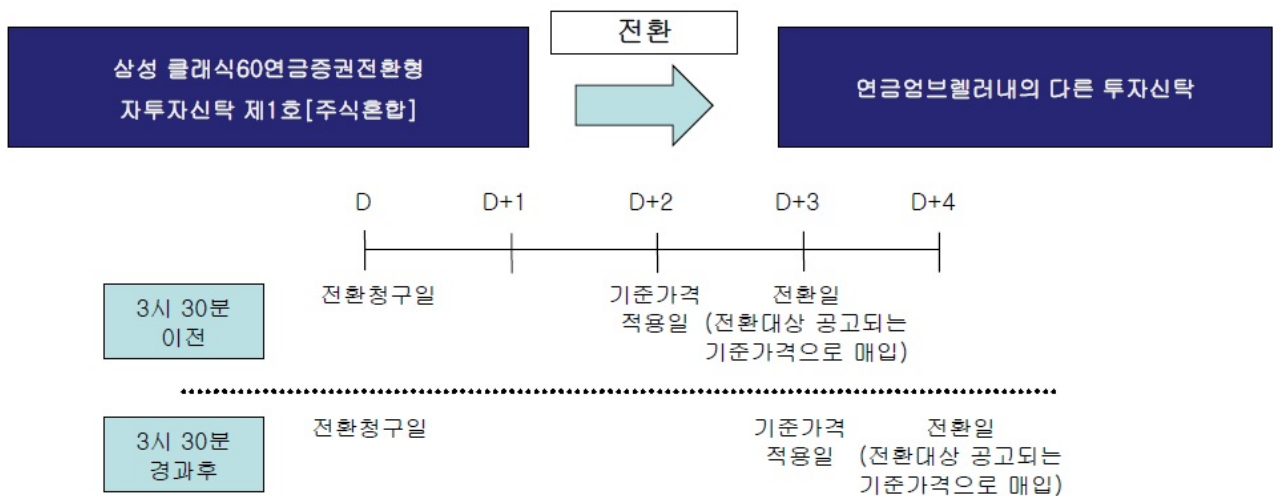 전환
삼성 클래식60연금증권전환형
자투자신탁 제1호[주식혼합]
연금엄브렐러내의 다른 투자신탁
D D+1 D+2 D+3 D+4
3시 30분
이전
전환청구일 기준가격 전환일
적용일 (전환대상 공고되는
기준가격으로 매입)
3시 30분
경과후
전환청구일 기준가격 전환일
적용일 (전환대상 공고되는
기준가격으로 매입)